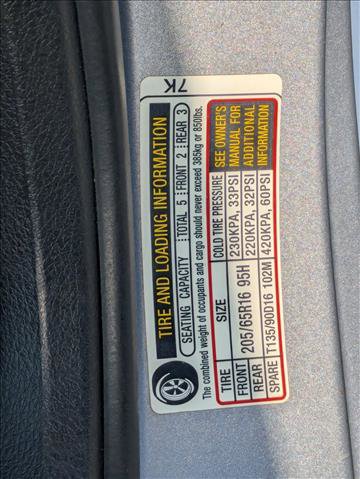 7K
TIRE AND LOADING INFORMATION
SEATING CAPACITY TOTAL 5 FRONT 2 REAR 3
The combined weight of occupants and cargo should never exceed 385kg or 850lbs.
TIRE SIZE COLD TIRE PRESSURE SEE OWNER'S
FRONT 205/65R16 95H 230KPA, 33PSI MANUAL FOR
REAR 220KPA, 32PSI ADDITIONAL
SPARE T135/90D16 102M 420KPA, 60PSI INFORMATION